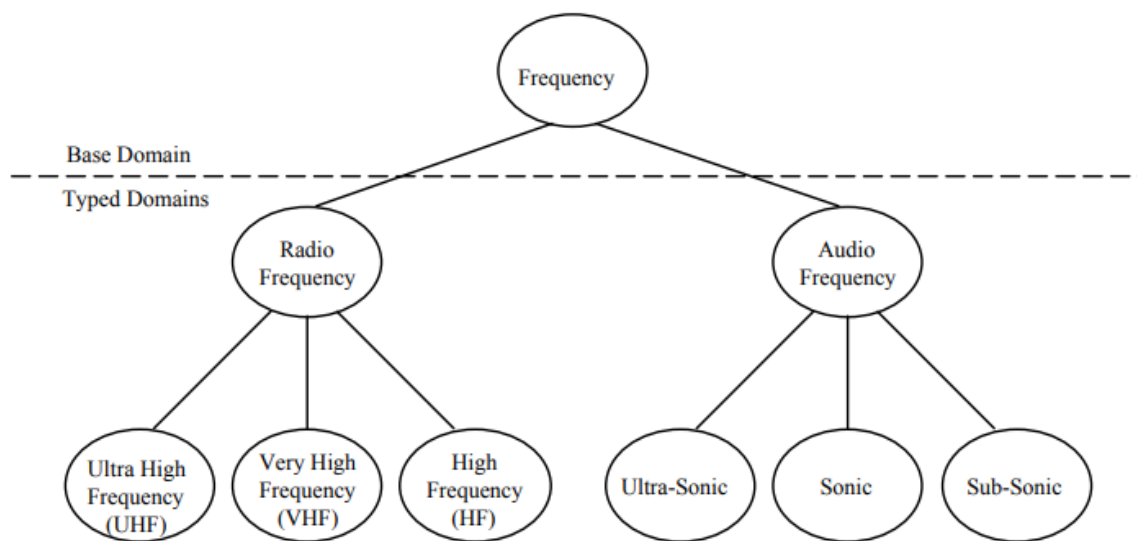 Frequency
Base Domain
Typed Domains
Radio
Frequency
Audio
Frequency
Ultra High
Frequency
(UHF)
Very High
Frequency
(VHF)
High
Frequency
(HF)
Ultra-Sonic
Sonic
Sub-Sonic